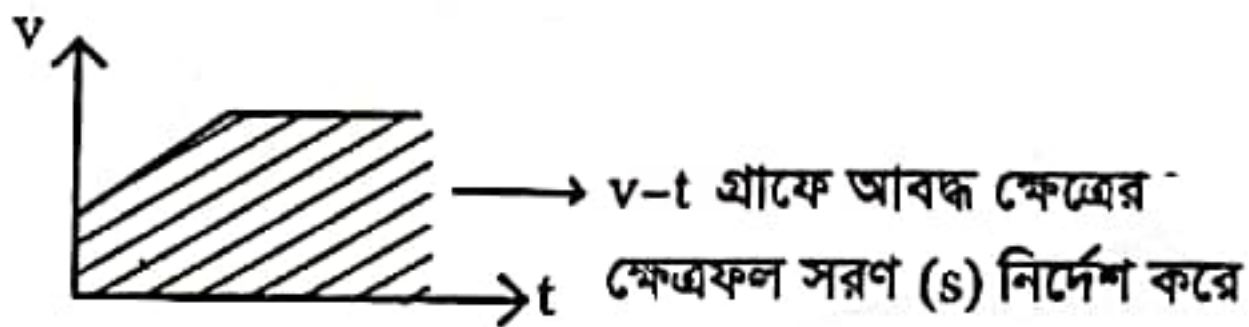 v
v–t গ্রাফে আবদ্ধ ক্ষেত্রের
t ক্ষেত্রফল সরণ (s) নির্দেশ করে